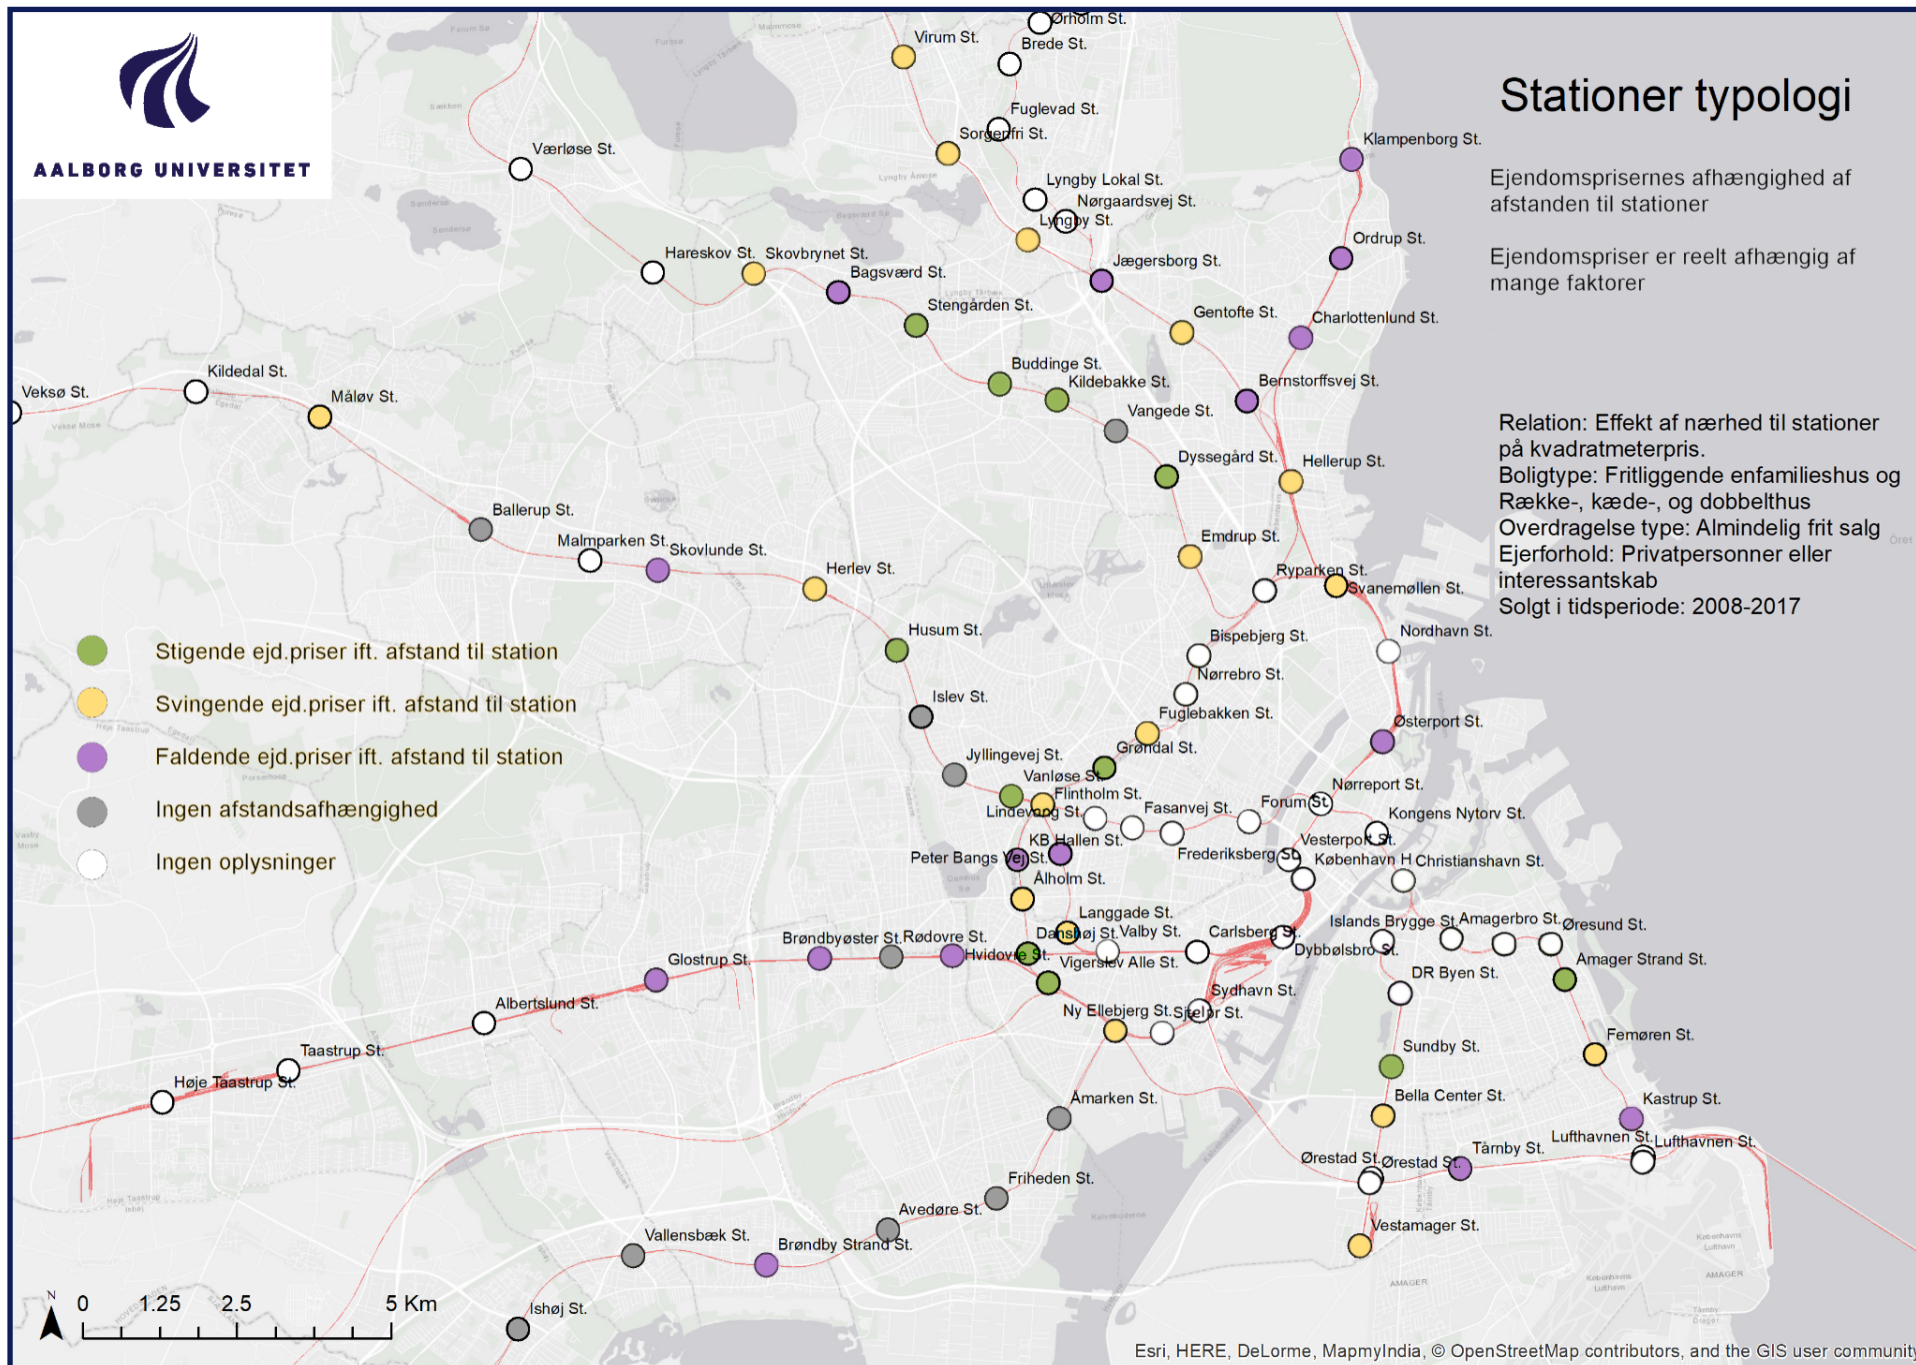 AALBORG UNIVERSITET
Stationer typologi
Ejendomsprisernes afhængighed af
afstanden til stationer
Ejendomspriser er reelt afhængig af
mange faktorer
Relation: Effekt af nærhed til stationer
på kvadratmeterpris.
Boligtype: Fritliggende enfamilieshus og
Række-, kæde-, og dobbelthus
Overdragelse type: Almindelig frit salg
Ejerforhold: Privatpersonner eller
interessantskab
Solgt i tidsperiode: 2008-2017
Stigende ejd.priser ift. afstand til station
Svingende ejd.priser ift. afstand til station
Faldende ejd.priser ift. afstand til station
Ingen afstandsafhængighed
Ingen oplysninger
Ørholm St.
Virum St.
Brede St.
Fuglevad St.
Sorgenfri St.
Klampenborg St.
Værløse St.
Lyngby Lokal St.
Nørgaardsvej St.
Lyngby St.
Ordrup St.
Hareskov St.
Skovbrynet St.
Bagsværd St.
Jægersborg St.
Stengården St.
Gentofte St.
Charlottenlund St.
Buddinge St.
Kildebakke St.
Bernstorffsvej St.
Kildedal St.
Veksø St.
Måløv St.
Vangede St.
Dyssegård St.
Hellerup St.
Ballerup St.
Malmparken St.
Skovlunde St.
Emdrup St.
Herlev St.
Ryparken St.
Svanemøllen St.
Husum St.
Bispebjerg St.
Nordhavn St.
Nørrebro St.
Islev St.
Fuglebakken St.
Østerport St.
Jyllingevej St.
Grøndal St.
Vanløse St.
Flintholm St.
Nørreport St.
Lindevang St.
Fasanvej St.
Forum St.
Kongens Nytorv St.
KB Hallen St.
Vesterport St.
Peter Bangs Vej St.
Frederiksberg St.
København H
Christianshavn St.
Ålholm St.
Langgade St.
Islands Brygge St.
Amagerbro St.
Øresund St.
Brøndbyøster St.
Rødovre St.
Hvidovre St.
Danshøj St.
Valby St.
Carlsberg St.
Dybbølsbro St.
Glostrup St.
Vigerslev Alle St.
DR Byen St.
Amager Strand St.
Albertslund St.
Sydhavn St.
Ny Ellebjerg St.
Sjælør St.
Taastrup St.
Høje Taastrup St.
Sundby St.
Femøren St.
Bella Center St.
Åmarken St.
Kastrup St.
Lufthavnen St.
Lufthavnen St.
Tårnby St.
Ørestad St.
Ørestad St.
Friheden St.
Avedøre St.
Vestamager St.
Vallensbæk St.
Brøndby Strand St.
Ishøj St.
AMAGER
AMAGER
Københavns
Lufthavn
Københavns
Lufthavn
N
0 1.25 2.5 5 Km
Esri, HERE, DeLorme, MapmyIndia, © OpenStreetMap contributors, and the GIS user community